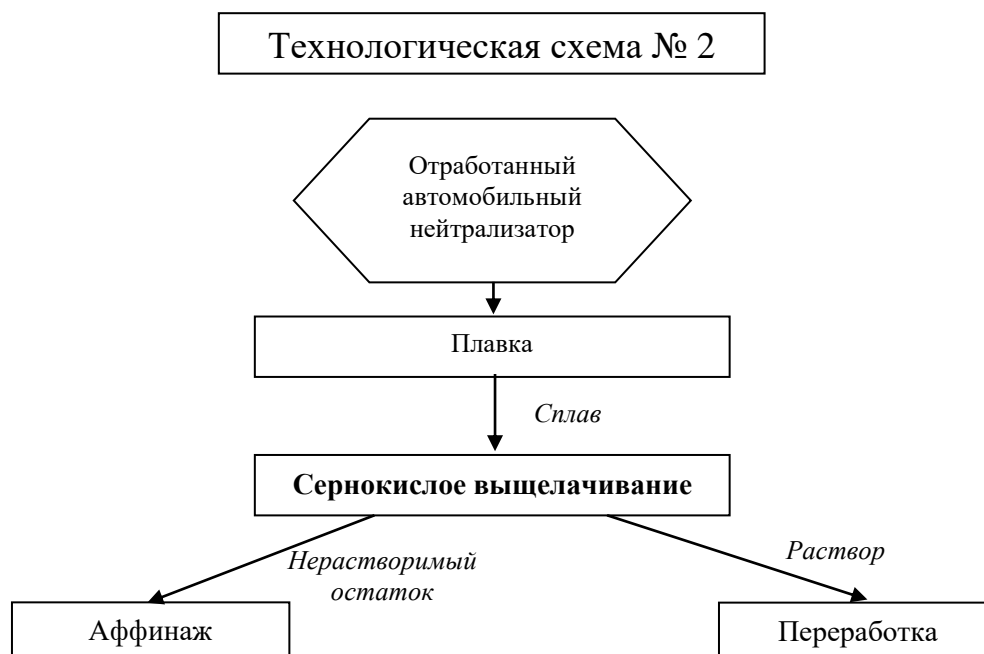 Технологическая схема № 2
Отработанный
автомобильный
нейтрализатор
Плавка
Сплав
Сернокислое выщелачивание
Нерастворимый
остаток
Раствор
Аффинаж
Переработка